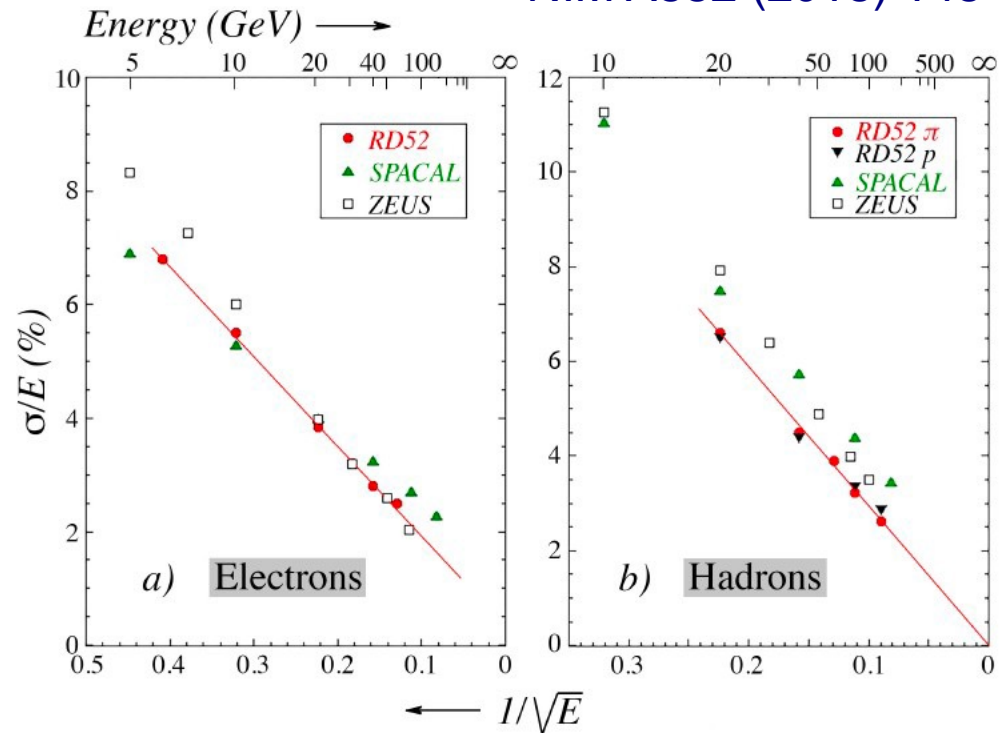 Energy (GeV) ⟶
5 10 20 40 100 ∞
10 20 50 100 500 ∞
10
8
6
4
2
0
σ/E (%)
RD52
SPACAL
ZEUS
a) Electrons
0.5 0.4 0.3 0.2 0.1 0
12
10
8
6
4
2
0
RD52 π
RD52 p
SPACAL
ZEUS
b) Hadrons
0.3 0.2 0.1 0
⟵ 1/√E